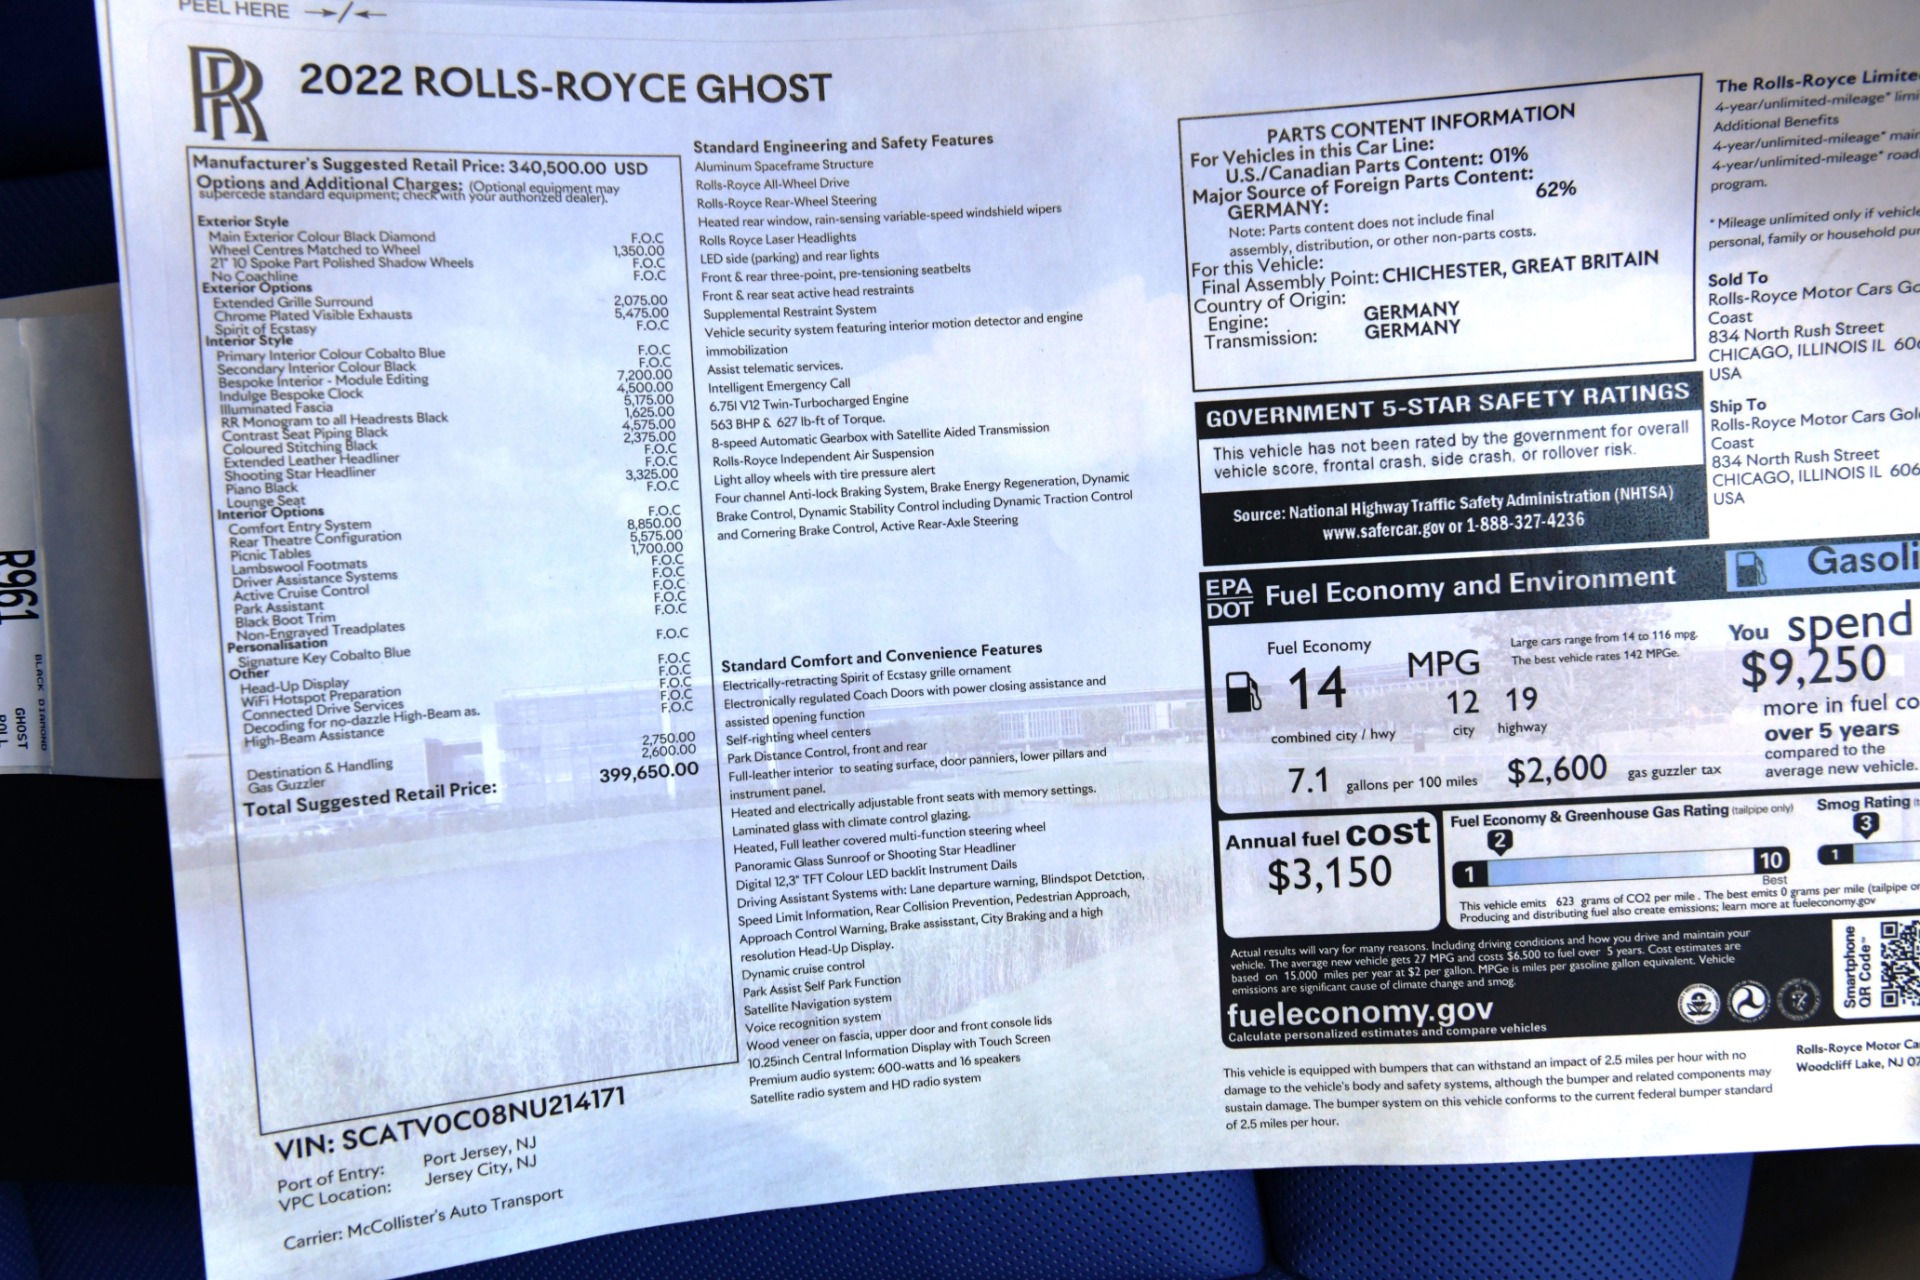 PEEL HERE
RR
2022 ROLLS-ROYCE GHOST
Manufacturer's Suggested Retail Price: 340,500.00 USD
Options and Additional Charges: (Optional equipment may
supercede standard equipment; check with your authorized dealer).
Exterior Style
Main Exterior Colour Black Diamond F.O.C
Wheel Centres Matched to Wheel 1,350.00
21" 10 Spoke Part Polished Shadow Wheels F.O.C
No Coachline F.O.C
Exterior Options
Extended Grille Surround 2,075.00
Chrome Plated Visible Exhausts 5,475.00
Spirit of Ecstasy F.O.C
Interior Style
Primary Interior Colour Cobalto Blue F.O.C
Secondary Interior Colour Black F.O.C
Bespoke Interior - Module Editing 7,200.00
Indulge Bespoke Clock 4,500.00
Illuminated Fascia 5,175.00
RR Monogram to all Headrests Black 1,625.00
Contrast Seat Piping Black 4,575.00
Coloured Stitching Black 2,375.00
Extended Leather Headliner F.O.C
Shooting Star Headliner F.O.C
Piano Black 3,325.00
Lounge Seat F.O.C
Interior Options
Comfort Entry System F.O.C
Rear Theatre Configuration 8,850.00
Picnic Tables 5,575.00
Lambswool Footmats 1,700.00
Driver Assistance Systems F.O.C
Active Cruise Control F.O.C
Park Assistant F.O.C
Black Boot Trim F.O.C
Non-Engraved Treadplates F.O.C
Personalisation
Signature Key Cobalto Blue F.O.C
Other
Head-Up Display F.O.C
WiFi Hotspot Preparation F.O.C
Connected Drive Services F.O.C
Decoding for no-dazzle High-Beam as. F.O.C
High-Beam Assistance F.O.C
Destination & Handling 2,750.00
Gas Guzzler 2,600.00
Total Suggested Retail Price: 399,650.00
VIN: SCATV0C08NU214171
Port of Entry: Port Jersey, NJ
VPC Location: Jersey City, NJ
Carrier: McCollister's Auto Transport
Standard Engineering and Safety Features
Aluminum Spaceframe Structure
Rolls-Royce All-Wheel Drive
Rolls-Royce Rear-Wheel Steering
Heated rear window, rain-sensing variable-speed windshield wipers
Rolls Royce Laser Headlights
LED side (parking) and rear lights
Front & rear three-point, pre-tensioning seatbelts
Front & rear seat active head restraints
Supplemental Restraint System
Vehicle security system featuring interior motion detector and engine
immobilization
Assist telematic services.
Intelligent Emergency Call
6.75l V12 Twin-Turbocharged Engine
563 BHP & 627 lb-ft of Torque.
8-speed Automatic Gearbox with Satellite Aided Transmission
Rolls-Royce Independent Air Suspension
Light alloy wheels with tire pressure alert
Four channel Anti-lock Braking System, Brake Energy Regeneration, Dynamic
Brake Control, Dynamic Stability Control including Dynamic Traction Control
and Cornering Brake Control, Active Rear-Axle Steering
Standard Comfort and Convenience Features
Electrically-retracting Spirit of Ecstasy grille ornament
Electronically regulated Coach Doors with power closing assistance and
assisted opening function
Self-righting wheel centers
Park Distance Control, front and rear
Full-leather interior to seating surface, door panniers, lower pillars and
instrument panel.
Heated and electrically adjustable front seats with memory settings.
Laminated glass with climate control glazing.
Heated, Full leather covered multi-function steering wheel
Panoramic Glass Sunroof or Shooting Star Headliner
Digital 12,3" TFT Colour LED backlit Instrument Dails
Driving Assistant Systems with: Lane departure warning, Blindspot Detction,
Speed Limit Information, Rear Collision Prevention, Pedestrian Approach,
Approach Control Warning, Brake assisstant, City Braking and a high
resolution Head-Up Display.
Dynamic cruise control
Park Assist Self Park Function
Satellite Navigation system
Voice recognition system
Wood veneer on fascia, upper door and front console lids
10.25inch Central Information Display with Touch Screen
Premium audio system: 600-watts and 16 speakers
Satellite radio system and HD radio system
PARTS CONTENT INFORMATION
For Vehicles in this Car Line:
U.S./Canadian Parts Content: 01%
Major Source of Foreign Parts Content:
GERMANY: 62%
Note: Parts content does not include final
assembly, distribution, or other non-parts costs.
For this Vehicle:
Final Assembly Point: CHICHESTER, GREAT BRITAIN
Country of Origin:
Engine: GERMANY
Transmission: GERMANY
GOVERNMENT 5-STAR SAFETY RATINGS
This vehicle has not been rated by the government for overall
vehicle score, frontal crash, side crash, or rollover risk.
Source: National Highway Traffic Safety Administration (NHTSA)
www.safercar.gov or 1-888-327-4236
EPA
DOT
Fuel Economy and Environment
Gasoli
Fuel Economy
14 MPG
12 19
combined city / hwy city highway
Large cars range from 14 to 116 mpg.
The best vehicle rates 142 MPGe.
7.1 gallons per 100 miles
$2,600 gas guzzler tax
You spend
$9,250
more in fuel co
over 5 years
compared to the
average new vehicle.
Annual fuel cost
$3,150
Fuel Economy & Greenhouse Gas Rating (tailpipe only)
2
1 10
Best
Smog Rating
3
1
This vehicle emits 623 grams of CO2 per mile . The best emits 0 grams per mile (tailpipe or
Producing and distributing fuel also create emissions; learn more at fueleconomy.gov
Actual results will vary for many reasons. Including driving conditions and how you drive and maintain your
vehicle. The average new vehicle gets 27 MPG and costs $6,500 to fuel over 5 years. Cost estimates are
based on 15,000 miles per year at $2 per gallon. MPGe is miles per gasoline gallon equivalent. Vehicle
emissions are significant cause of climate change and smog.
fueleconomy.gov
Calculate personalized estimates and compare vehicles
Smartphone
QR Code™
This vehicle is equipped with bumpers that can withstand an impact of 2.5 miles per hour with no
damage to the vehicle's body and safety systems, although the bumper and related components may
sustain damage. The bumper system on this vehicle conforms to the current federal bumper standard
of 2.5 miles per hour.
The Rolls-Royce Limite
4-year/unlimited-mileage* limi
Additional Benefits
4-year/unlimited-mileage* main
4-year/unlimited-mileage* road
program.
* Mileage unlimited only if vehicle
personal, family or household pur
Sold To
Rolls-Royce Motor Cars Go
Coast
834 North Rush Street
CHICAGO, ILLINOIS IL 606
USA
Ship To
Rolls-Royce Motor Cars Gol
Coast
834 North Rush Street
CHICAGO, ILLINOIS IL 606
USA
Rolls-Royce Motor Ca
Woodcliff Lake, NJ 07
R961
BLACK DIAMOND
GHOST
ROLL